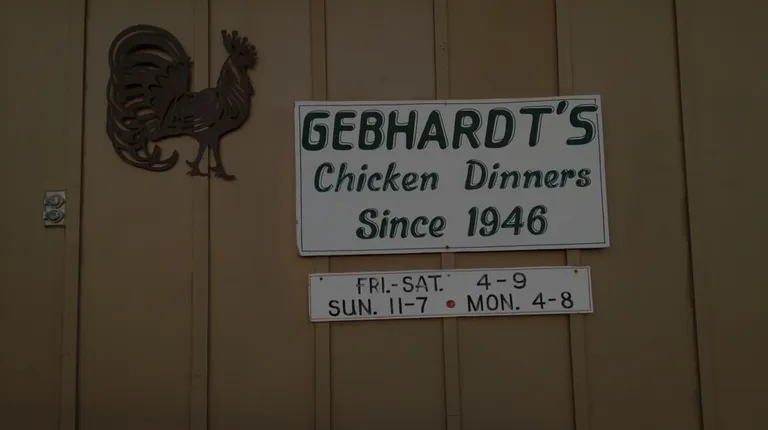 GEBHARDT'S
Chicken Dinners
Since 1946
FRI.-SAT. 4-9
SUN. 11-7 • MON. 4-8